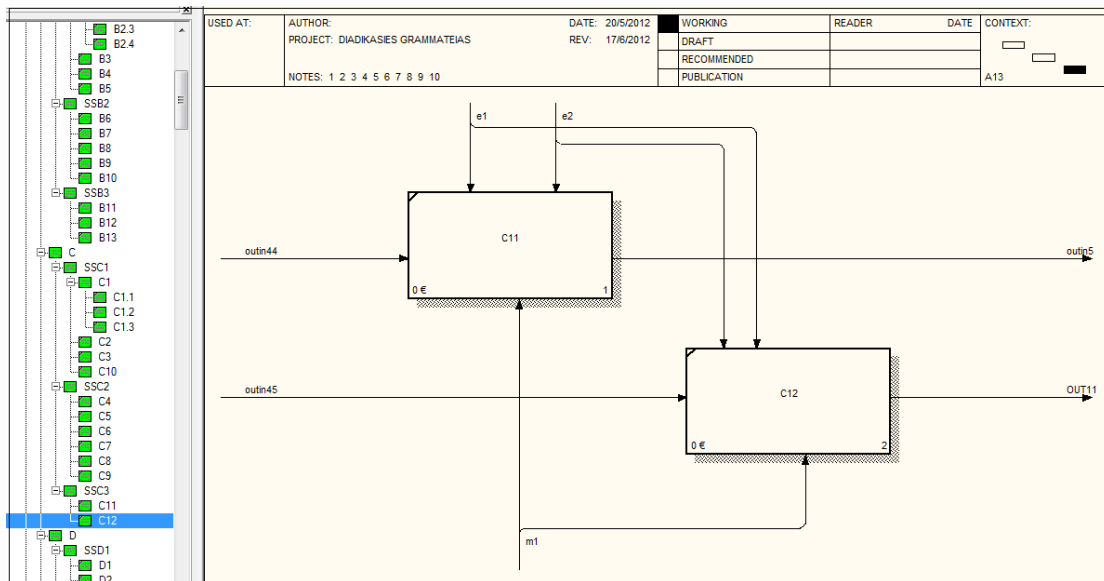 B2.3
B2.4
B3
B4
B5
SSB2
B6
B7
B8
B9
B10
SSB3
B11
B12
B13
C
SSC1
C1
C1.1
C1.2
C1.3
C2
C3
C10
SSC2
C4
C5
C6
C7
C8
C9
SSC3
C11
C12
D
SSD1
D1
D2
USED AT:
AUTHOR:
PROJECT: DIADIKASIES GRAMMATEIAS
NOTES: 1 2 3 4 5 6 7 8 9 10
DATE: 20/5/2012
REV: 17/6/2012
WORKING
DRAFT
RECOMMENDED
PUBLICATION
READER DATE
CONTEXT:
A13
e1
e2
C11
0 €
1
outin44
outin5
C12
0 €
2
outin45
OUT11
m1